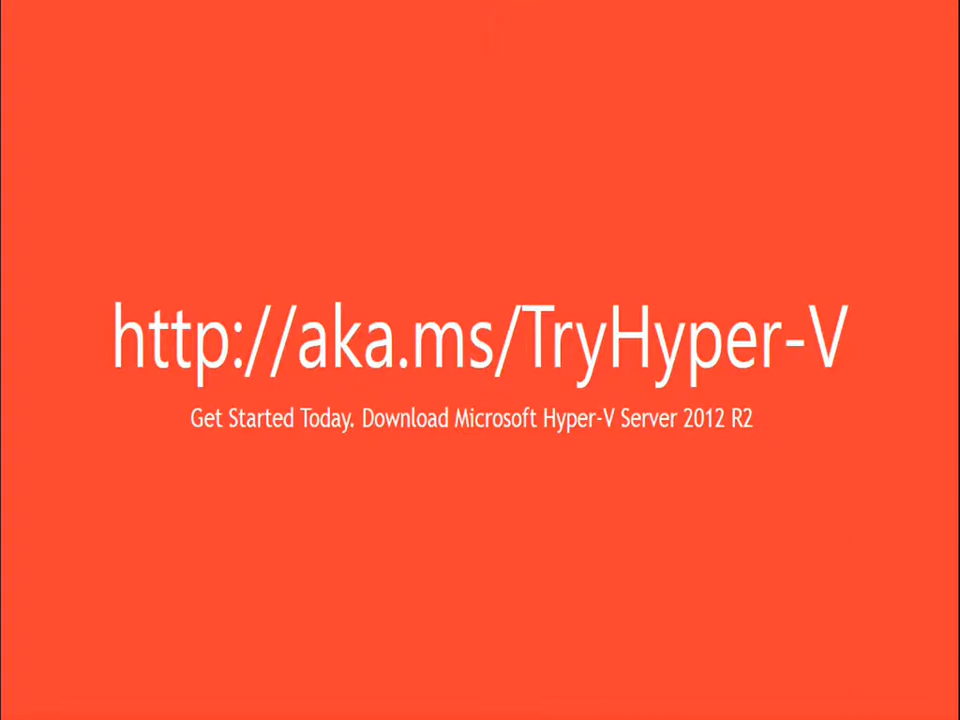 http://aka.ms/TryHyper-V
Get Started Today. Download Microsoft Hyper-V Server 2012 R2